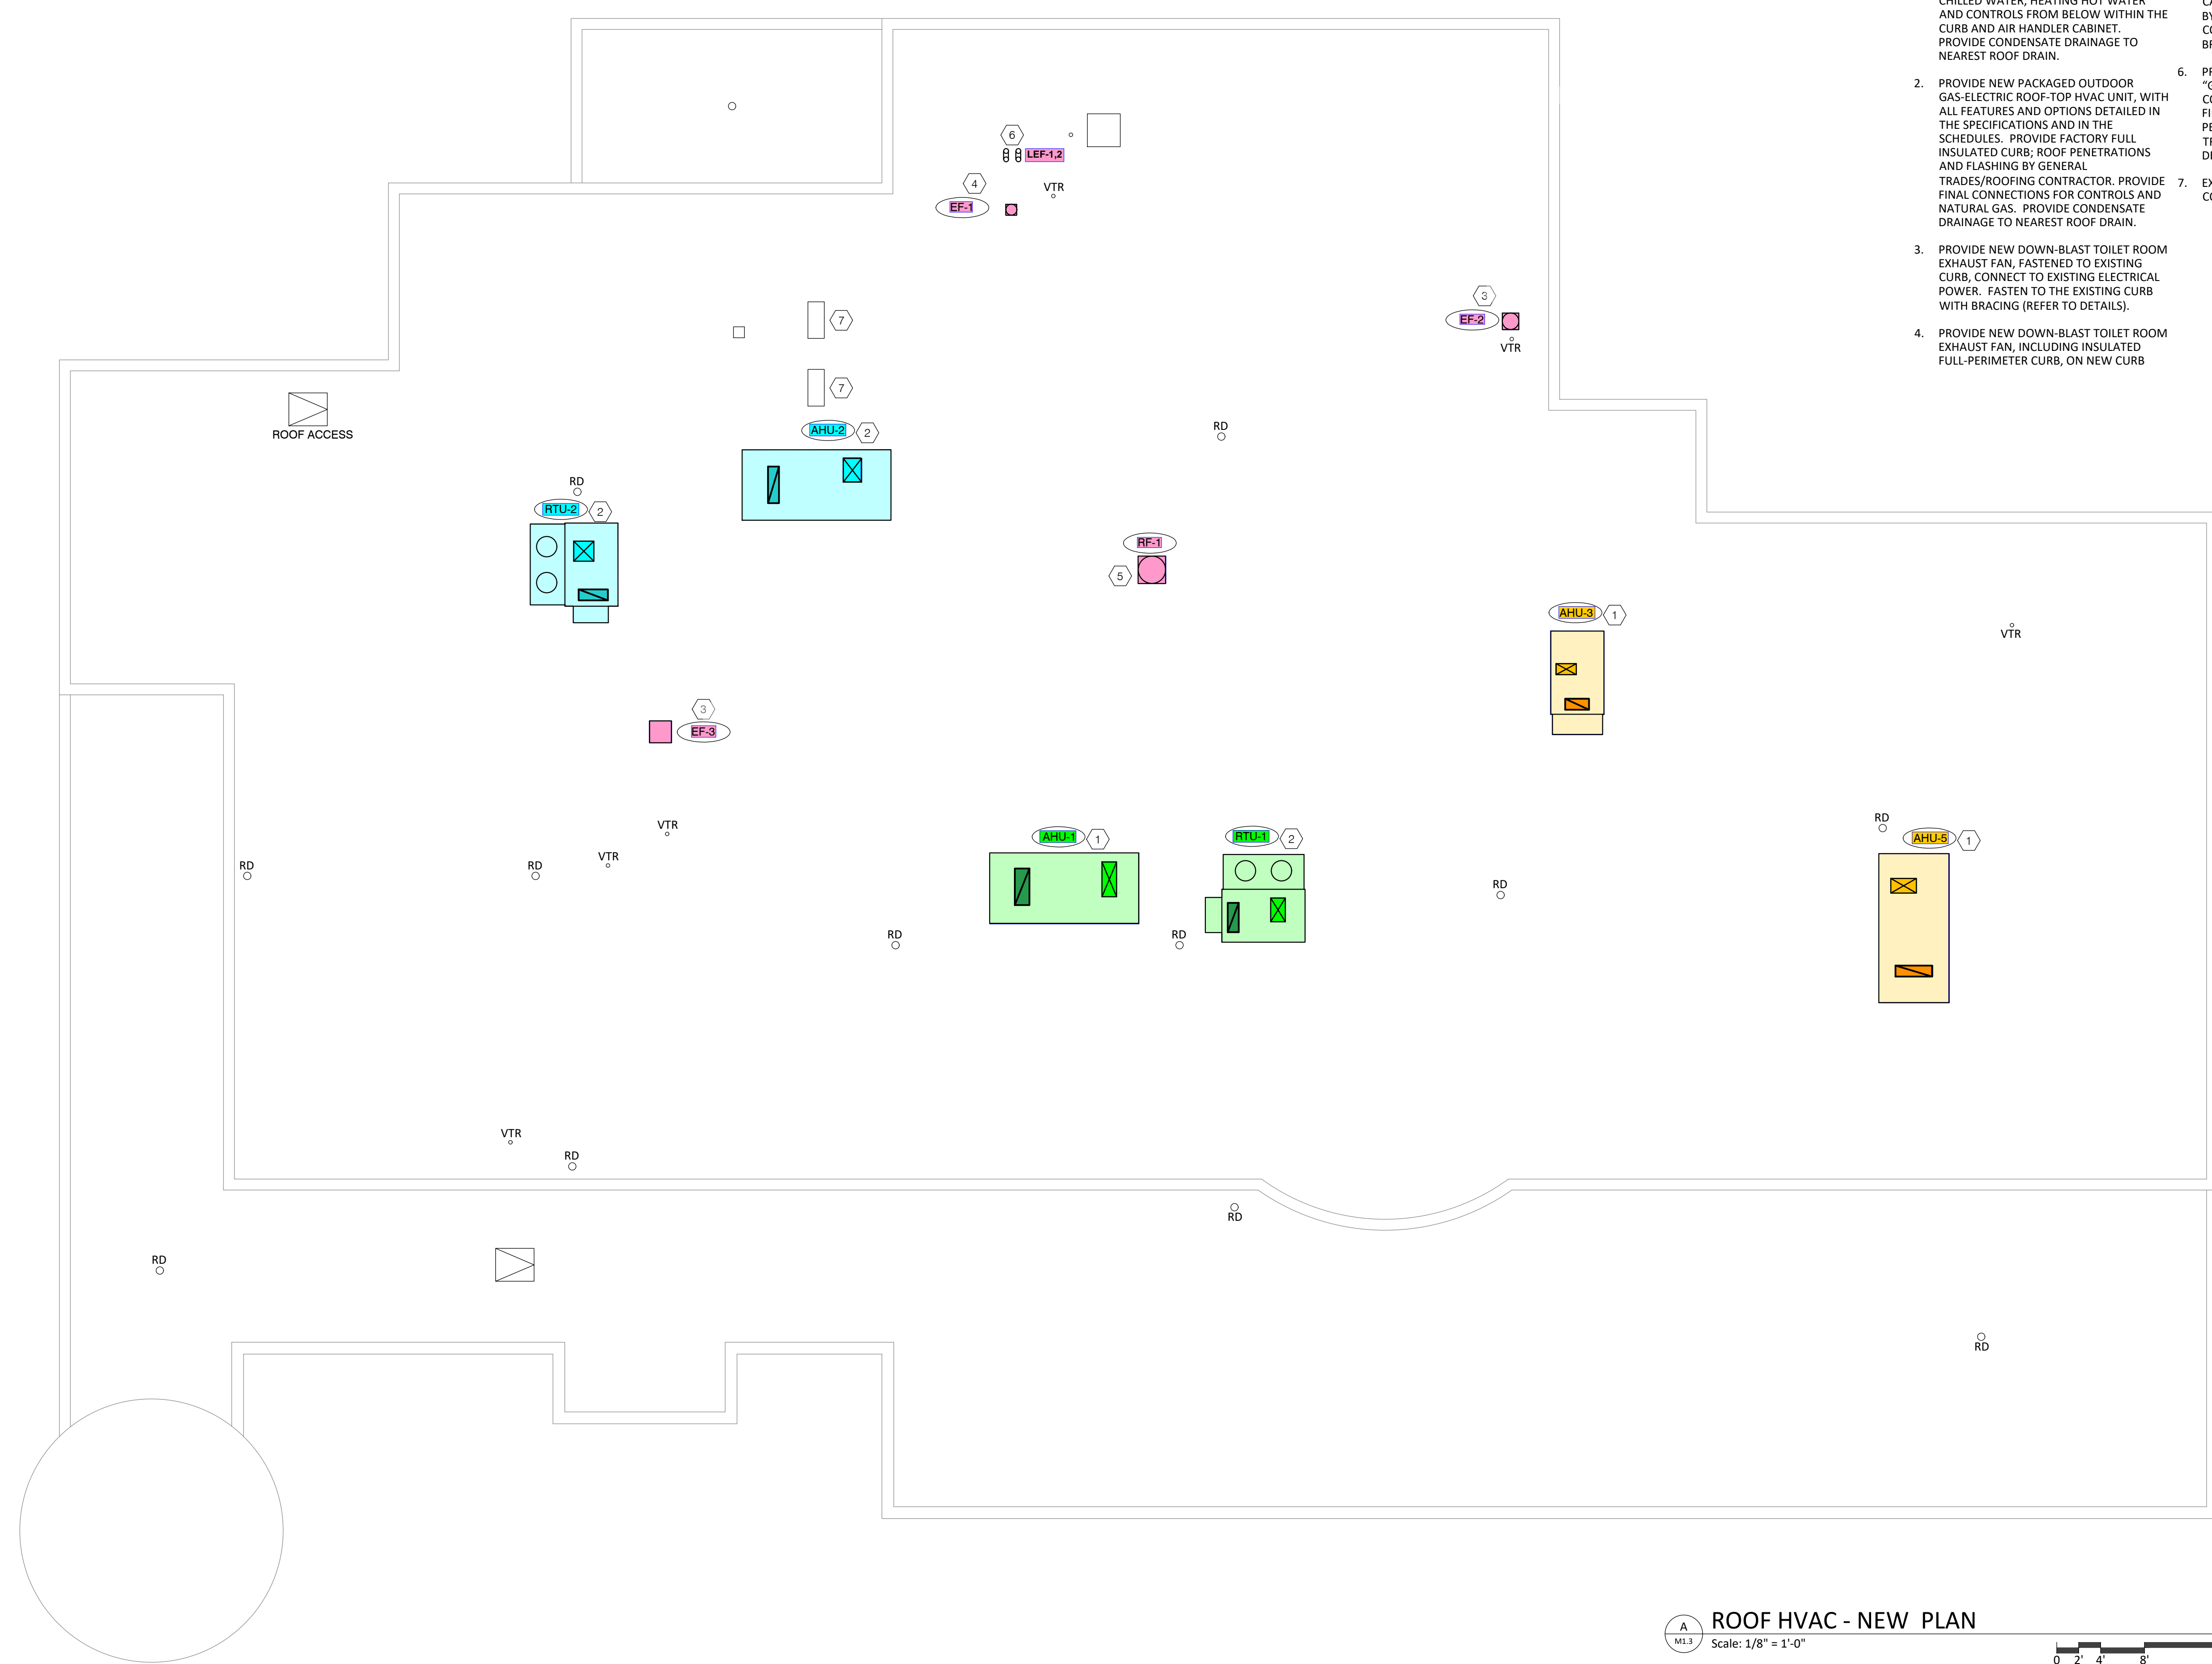 CHILLED WATER, HEATING HOT WATER
AND CONTROLS FROM BELOW WITHIN THE
CURB AND AIR HANDLER CABINET.
PROVIDE CONDENSATE DRAINAGE TO
NEAREST ROOF DRAIN.
2. PROVIDE NEW PACKAGED OUTDOOR
GAS-ELECTRIC ROOF-TOP HVAC UNIT, WITH
ALL FEATURES AND OPTIONS DETAILED IN
THE SPECIFICATIONS AND IN THE
SCHEDULES. PROVIDE FACTORY FULL
INSULATED CURB; ROOF PENETRATIONS
AND FLASHING BY GENERAL
TRADES/ROOFING CONTRACTOR. PROVIDE
FINAL CONNECTIONS FOR CONTROLS AND
NATURAL GAS. PROVIDE CONDENSATE
DRAINAGE TO NEAREST ROOF DRAIN.
3. PROVIDE NEW DOWN-BLAST TOILET ROOM
EXHAUST FAN, FASTENED TO EXISTING
CURB, CONNECT TO EXISTING ELECTRICAL
POWER. FASTEN TO THE EXISTING CURB
WITH BRACING (REFER TO DETAILS).
4. PROVIDE NEW DOWN-BLAST TOILET ROOM
EXHAUST FAN, INCLUDING INSULATED
FULL-PERIMETER CURB, ON NEW CURB
BY
6.
7.
6
LEF-1,2
4
VTR
EF-1
3
EF-2
VTR
7
7
ROOF ACCESS
AHU-2 2
RD
RD
RTU-2 2
RF-1
5
AHU-3 1
VTR
3
EF-3
VTR
RD
AHU-1 1
RTU-1 2
AHU-5 1
VTR
RD
RD
RD
RD
RD
VTR
RD
RD
RD
RD
A
M1.3
ROOF HVAC - NEW PLAN
Scale: 1/8" = 1'-0"
0 2' 4' 8'